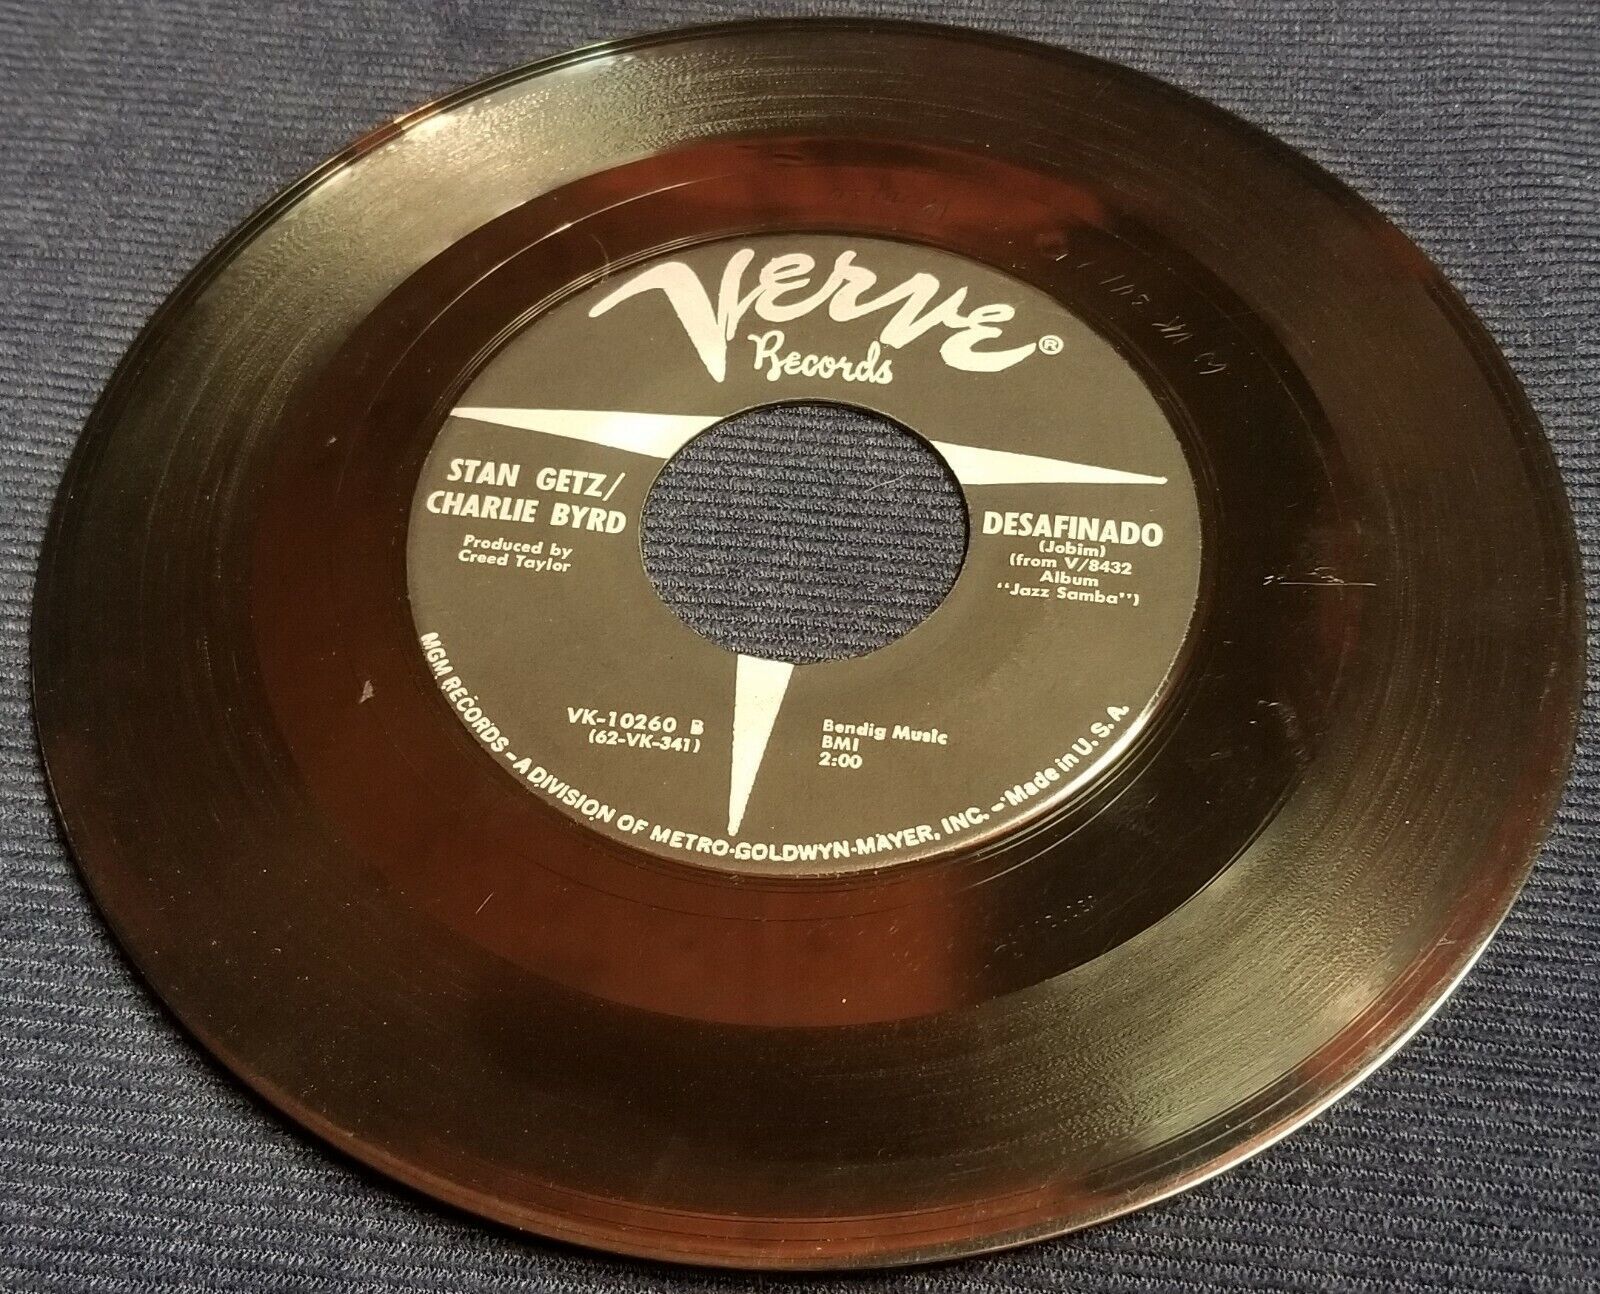 Verve®
Records
STAN GETZ/
CHARLIE BYRD
Produced by
Creed Taylor
DESAFINADO
(Jobim)
(from V/8432
Album
"Jazz Samba")
VK-10260 B
(62-VK-341)
Bendig Music
BMI
2:00
MGM RECORDS - A DIVISION OF METRO-GOLDWYN-MAYER, INC. - Made in U. S. A.